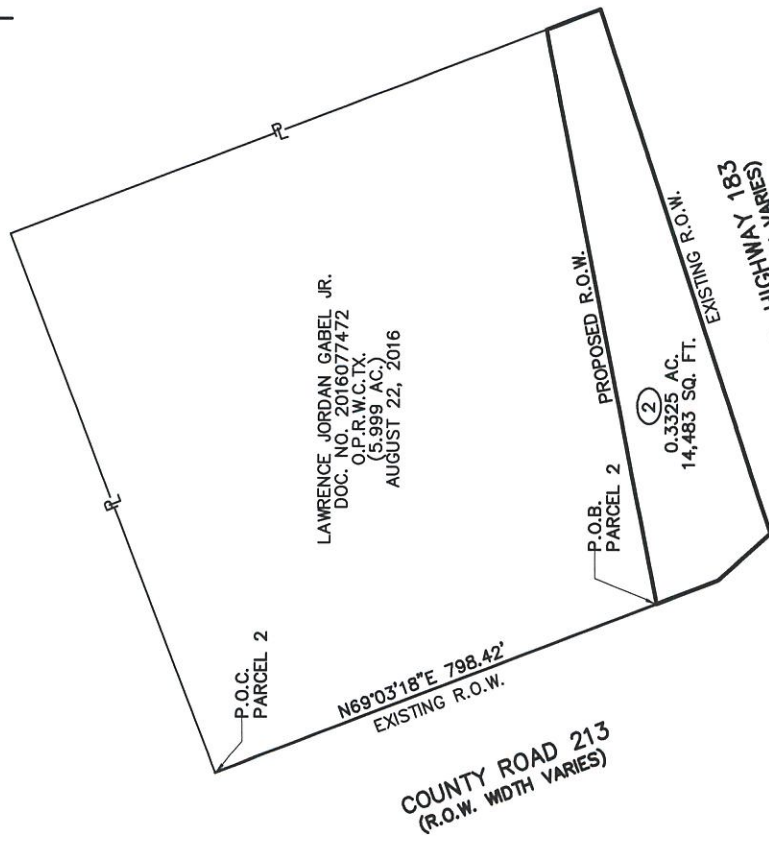 P
L
P
L
LAWRENCE JORDAN GABEL JR.
DOC. NO. 2016077472
O.P.R.W.C.TX.
(5.999 AC.)
AUGUST 22, 2016
P.O.C.
PARCEL 2
N69°03'18"E 798.42'
EXISTING R.O.W.
COUNTY ROAD 213
(R.O.W. WIDTH VARIES)
P.O.B.
PARCEL 2
PROPOSED R.O.W.
2
0.3325 AC.
14,483 SQ. FT.
EXISTING R.O.W.
HIGHWAY 183
VARIES)